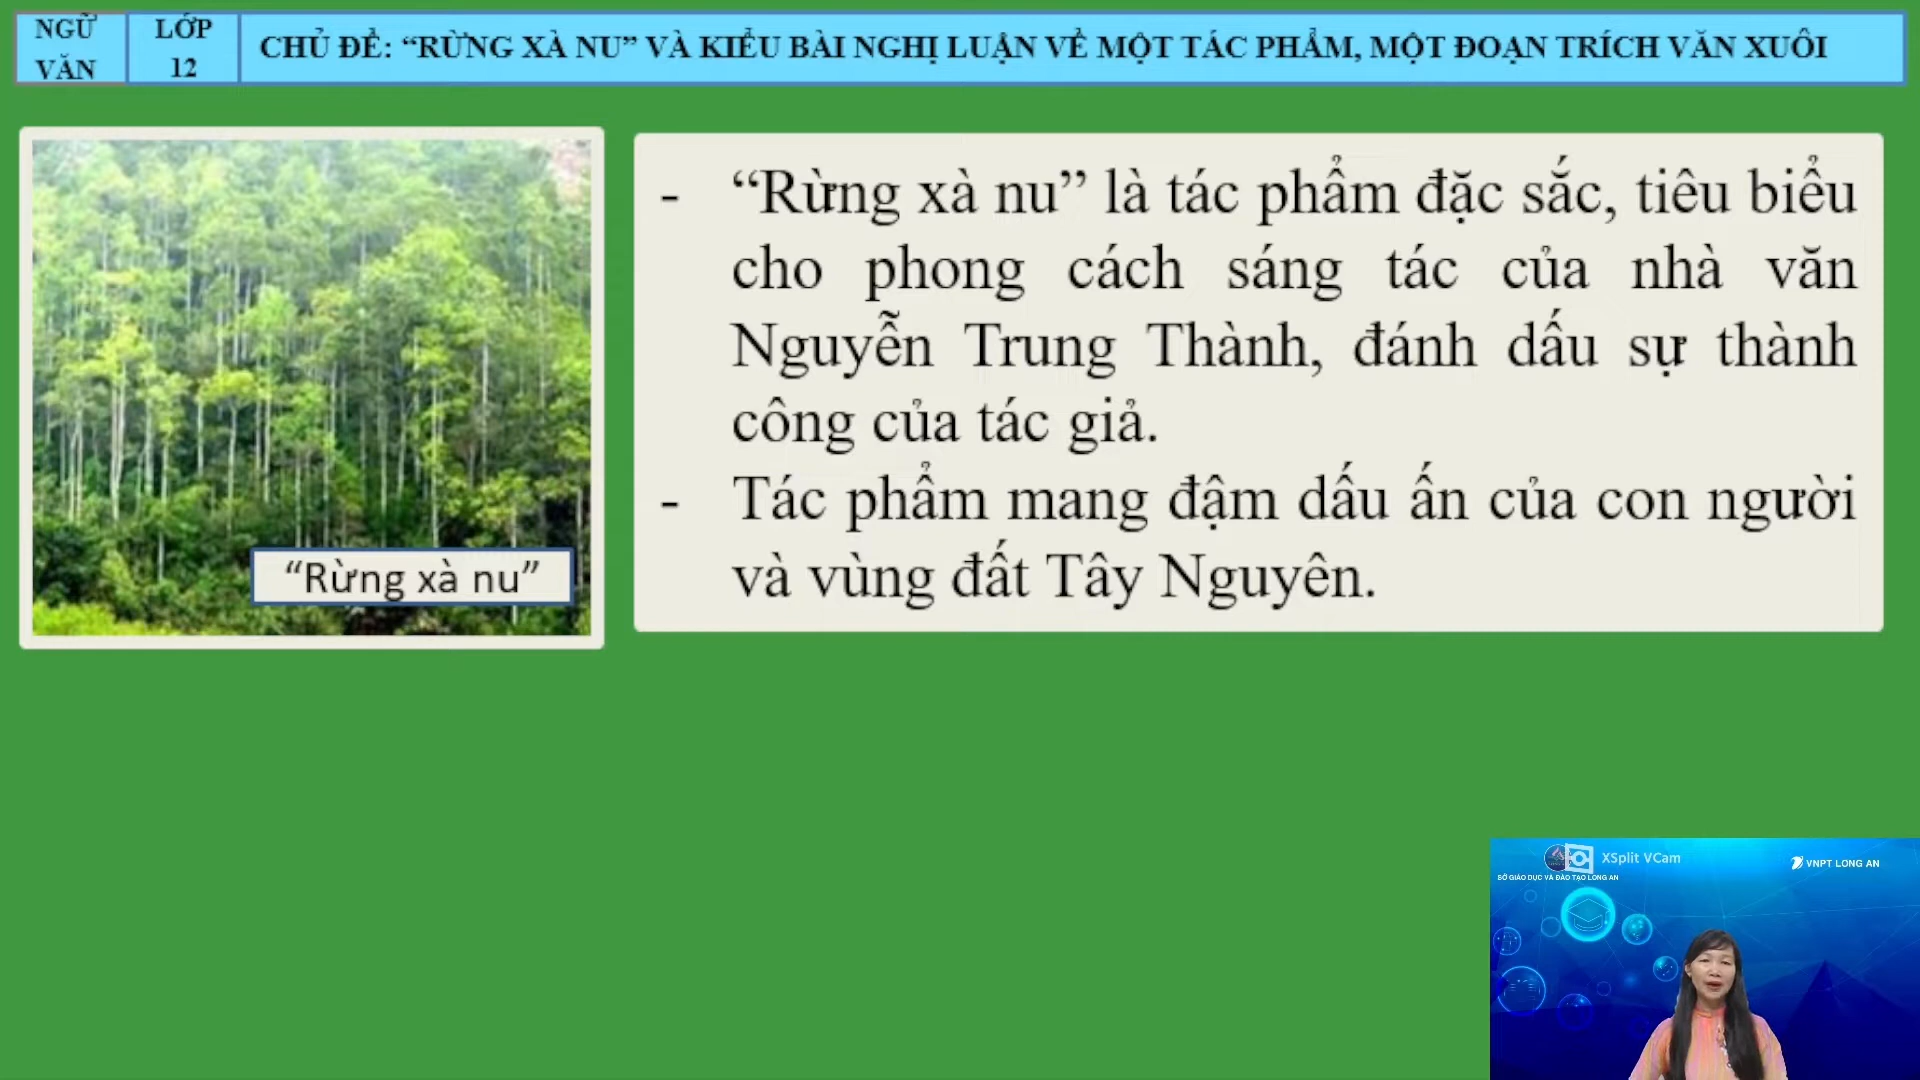 NGỮ
VĂN
LỚP
12
CHỦ ĐỀ: “RỪNG XÀ NU” VÀ KIỂU BÀI NGHỊ LUẬN VỀ MỘT TÁC PHẨM, MỘT ĐOẠN TRÍCH VĂN XUÔI
“Rừng xà nu”
- “Rừng xà nu” là tác phẩm đặc sắc, tiêu biểu
cho phong cách sáng tác của nhà văn
Nguyễn Trung Thành, đánh dấu sự thành
công của tác giả.
- Tác phẩm mang đậm dấu ấn của con người
và vùng đất Tây Nguyên.
XSplit VCam
VNPT LONG AN
SỞ GIÁO DỤC VÀ ĐÀO TẠO LONG AN